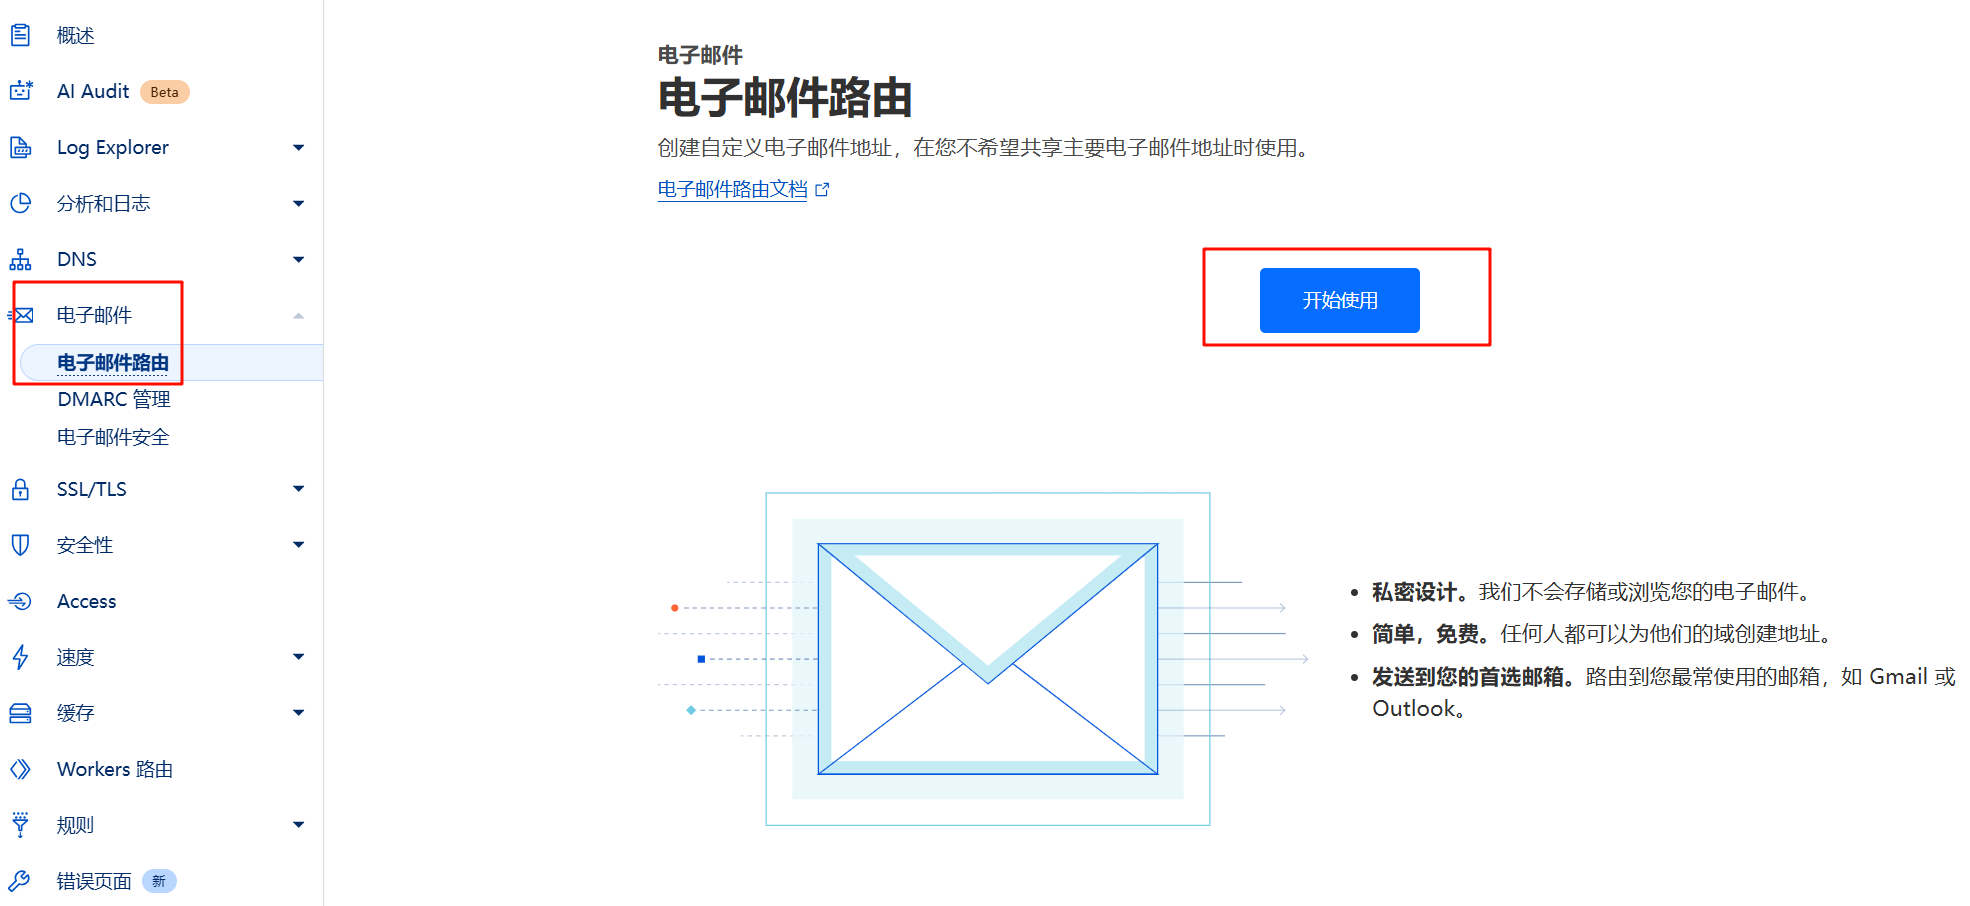 概述
AI Audit Beta
Log Explorer
分析和日志
DNS
电子邮件
电子邮件路由
DMARC 管理
电子邮件安全
SSL/TLS
安全性
Access
速度
缓存
Workers 路由
规则
错误页面 新
电子邮件
电子邮件路由
创建自定义电子邮件地址，在您不希望共享主要电子邮件地址时使用。
电子邮件路由文档
开始使用
私密设计。我们不会存储或浏览您的电子邮件。
简单，免费。任何人都可以为他们的域创建地址。
发送到您的首选邮箱。路由到您最常使用的邮箱，如 Gmail 或
Outlook。